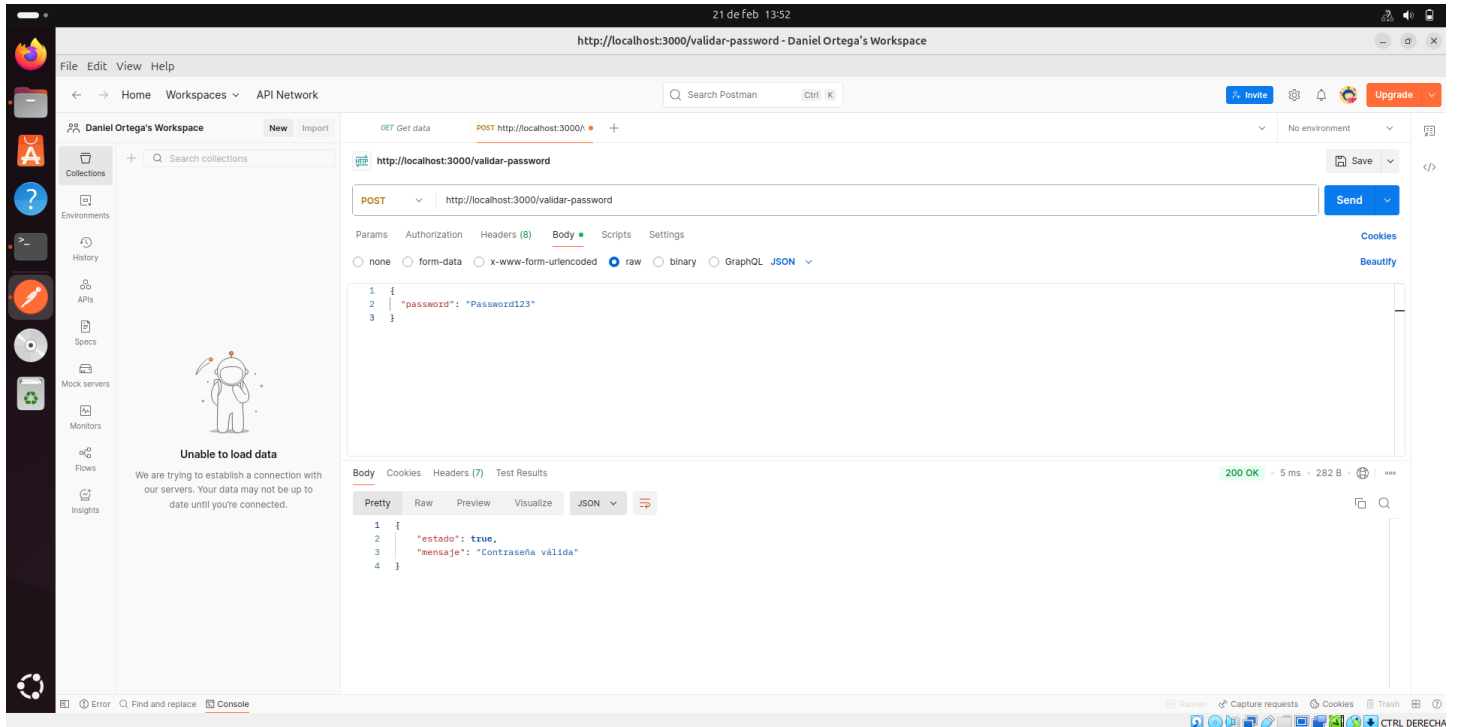 21 de feb 13:52
http://localhost:3000/validar-password - Daniel Ortega's Workspace
File Edit View Help
Home Workspaces API Network
Search Postman Ctrl K
Invite
Upgrade
Daniel Ortega's Workspace New Import
GET Get data POST http://localhost:3000/
No environment
Collections
Search collections
HTTP http://localhost:3000/validar-password
Save
Environments
POST http://localhost:3000/validar-password
Send
History
Params Authorization Headers (8) Body Scripts Settings
Cookies
none form-data x-www-form-urlencoded raw binary GraphQL JSON
Beautify
APIs
1 {
2 "password": "Password123"
3 }
Specs
Mock servers
Monitors
Flows
Insights
Unable to load data
We are trying to establish a connection with
our servers. Your data may not be up to
date until you're connected.
Body Cookies Headers (7) Test Results
200 OK 5 ms 282 B
Pretty Raw Preview Visualize JSON
1 {
2 "estado": true,
3 "mensaje": "Contraseña válida"
4 }
Error Find and replace Console
Runner Capture requests Cookies Trash
CTRL DERECHA